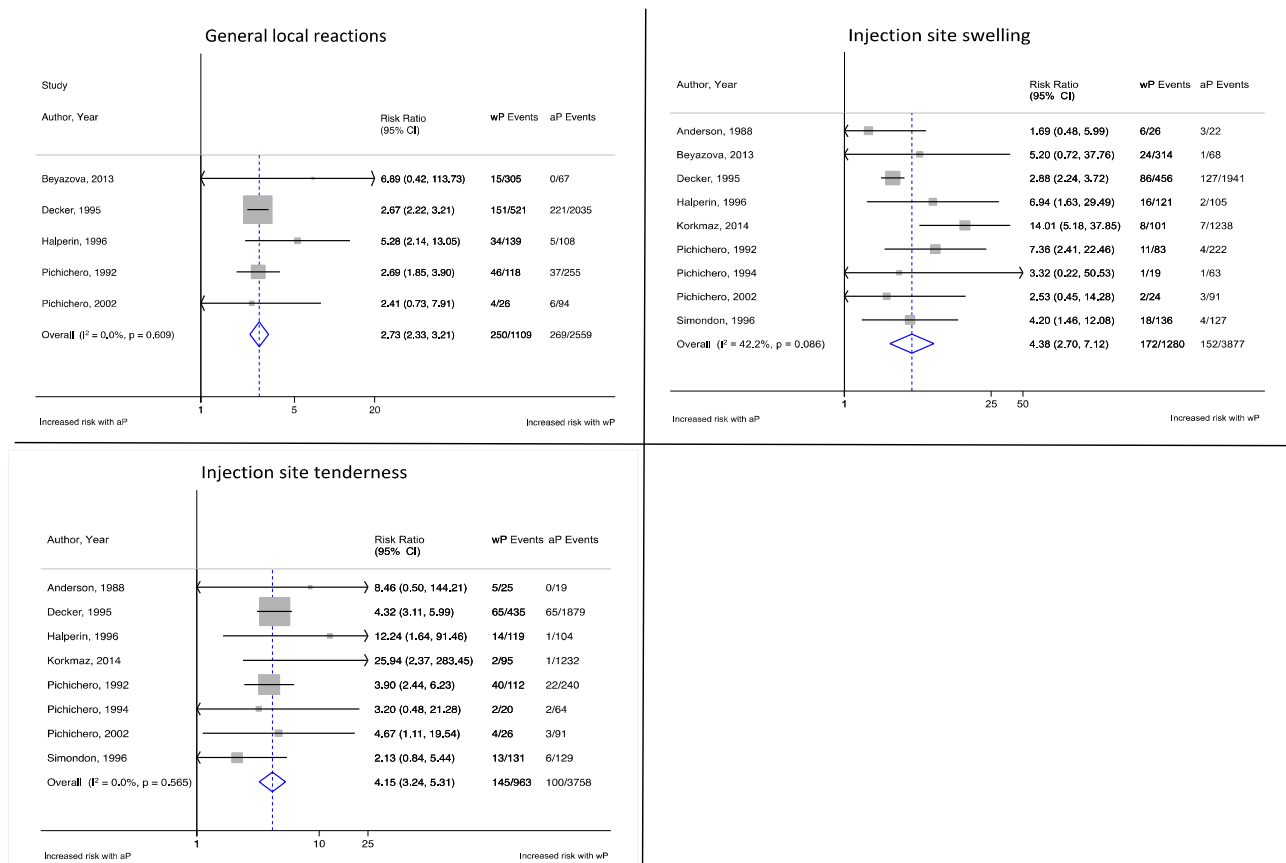 General local reactions
Study
Author, Year Risk Ratio (95% CI) wP Events aP Events
Beyazova, 2013 6.89 (0.42, 113.73) 15/305 0/67
Decker, 1995 2.67 (2.22, 3.21) 151/521 221/2035
Halperin, 1996 5.28 (2.14, 13.05) 34/139 5/108
Pichichero, 1992 2.69 (1.85, 3.90) 46/118 37/255
Pichichero, 2002 2.41 (0.73, 7.91) 4/26 6/94
Overall (I² = 0.0%, p = 0.609) 2.73 (2.33, 3.21) 250/1109 269/2559
1 5 20
Increased risk with aP Increased risk with wP
Injection site swelling
Author, Year Risk Ratio (95% CI) wP Events aP Events
Anderson, 1988 1.69 (0.48, 5.99) 6/26 3/22
Beyazova, 2013 5.20 (0.72, 37.76) 24/314 1/68
Decker, 1995 2.88 (2.24, 3.72) 86/456 127/1941
Halperin, 1996 6.94 (1.63, 29.49) 16/121 2/105
Korkmaz, 2014 14.01 (5.18, 37.85) 8/101 7/1238
Pichichero, 1992 7.36 (2.41, 22.46) 11/83 4/222
Pichichero, 1994 3.32 (0.22, 50.53) 1/19 1/63
Pichichero, 2002 2.53 (0.45, 14.28) 2/24 3/91
Simondon, 1996 4.20 (1.46, 12.08) 18/136 4/127
Overall (I² = 42.2%, p = 0.086) 4.38 (2.70, 7.12) 172/1280 152/3877
1 25 50
Increased risk with aP Increased risk with wP
Injection site tenderness
Author, Year Risk Ratio (95% CI) wP Events aP Events
Anderson, 1988 8.46 (0.50, 144.21) 5/25 0/19
Decker, 1995 4.32 (3.11, 5.99) 65/435 65/1879
Halperin, 1996 12.24 (1.64, 91.46) 14/119 1/104
Korkmaz, 2014 25.94 (2.37, 283.45) 2/95 1/1232
Pichichero, 1992 3.90 (2.44, 6.23) 40/112 22/240
Pichichero, 1994 3.20 (0.48, 21.28) 2/20 2/64
Pichichero, 2002 4.67 (1.11, 19.54) 4/26 3/91
Simondon, 1996 2.13 (0.84, 5.44) 13/131 6/129
Overall (I² = 0.0%, p = 0.565) 4.15 (3.24, 5.31) 145/963 100/3758
1 10 25
Increased risk with aP Increased risk with wP